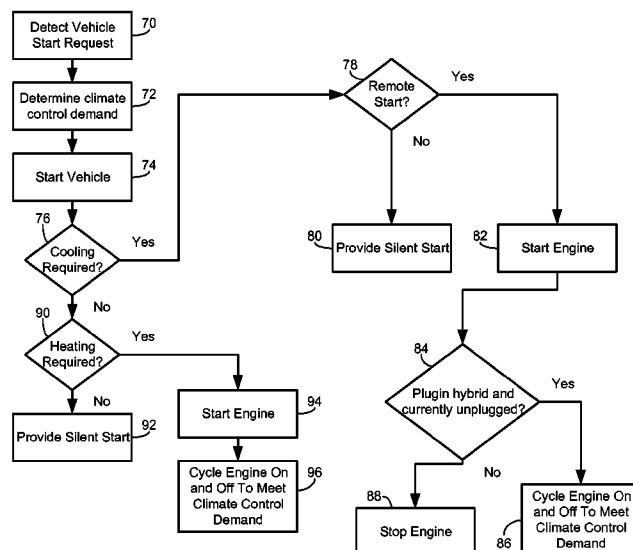 Detect Vehicle
Start Request
70
Determine climate
control demand
72
Start Vehicle
74
76
Cooling
Required?
Yes
No
78
Remote
Start?
Yes
No
80
Provide Silent Start
82
Start Engine
84
Plugin hybrid and
currently unplugged?
Yes
No
88
Stop Engine
Cycle Engine On
and Off To Meet
Climate Control
Demand
86
90
Heating
Required?
Yes
No
Provide Silent Start
92
Start Engine
94
Cycle Engine On
and Off To Meet
Climate Control
Demand
96